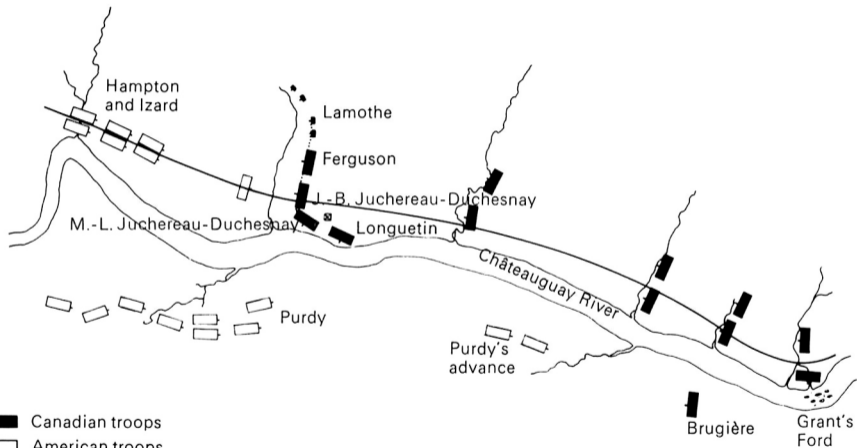 Hampton
and Izard
Lamothe
Ferguson
J.-B. Juchereau-Duchesnay
M.-L. Juchereau-Duchesnay
Longuetin
Châteauguay River
Purdy
Purdy's
advance
Brugière
Grant's
Ford
Canadian troops
American troops